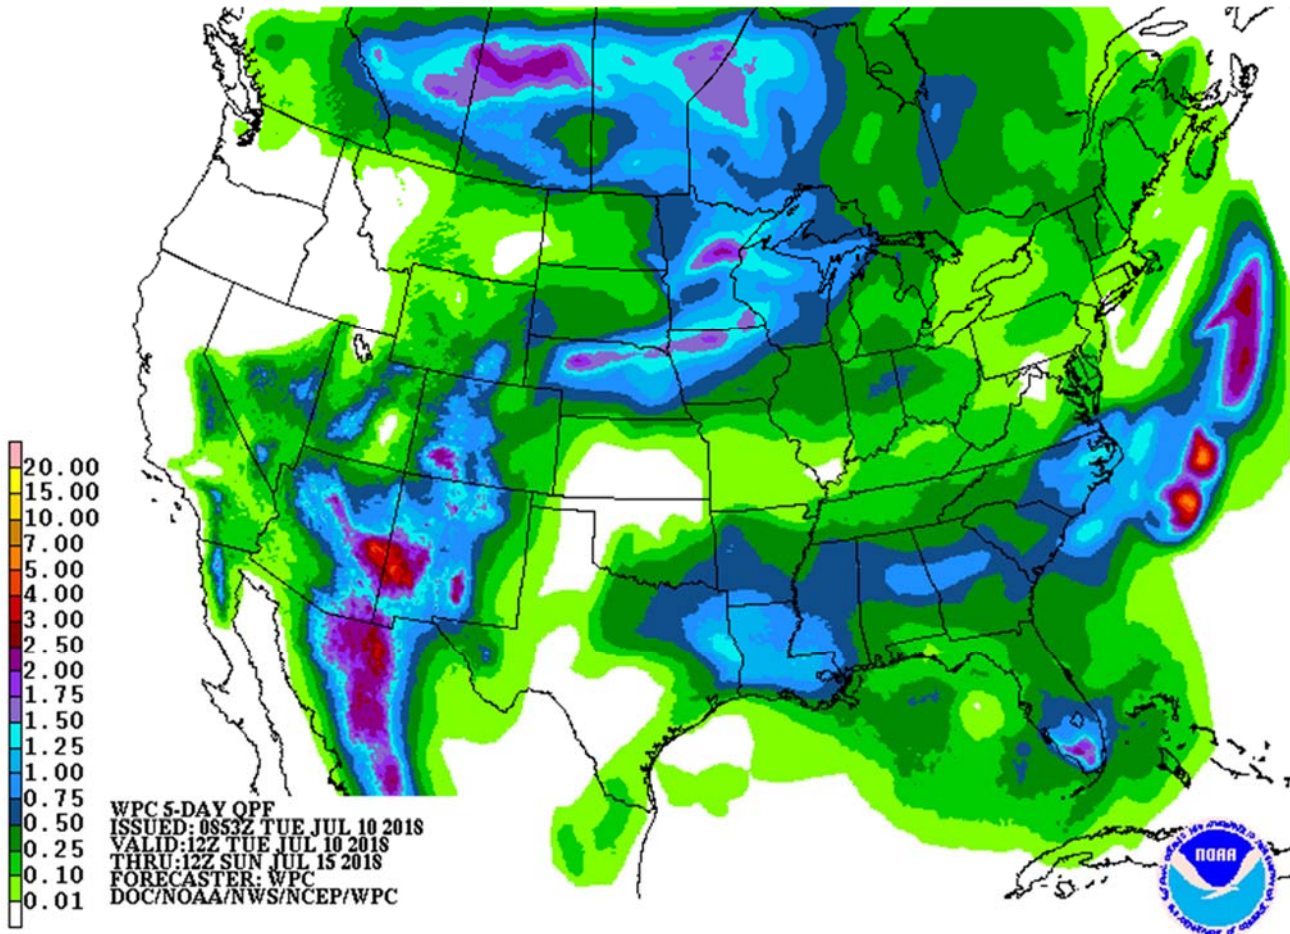 20.00
15.00
10.00
7.00
5.00
4.00
3.00
2.50
2.00
1.75
1.50
1.25
1.00
0.75
0.50
0.25
0.10
0.01
WPC 5-DAY QPF
ISSUED: 0853Z TUE JUL 10 2018
VALID:12Z TUE JUL 10 2018
THRU:12Z SUN JUL 15 2018
FORECASTER: WPC
DOC/NOAA/NWS/NCEP/WPC
NOAA